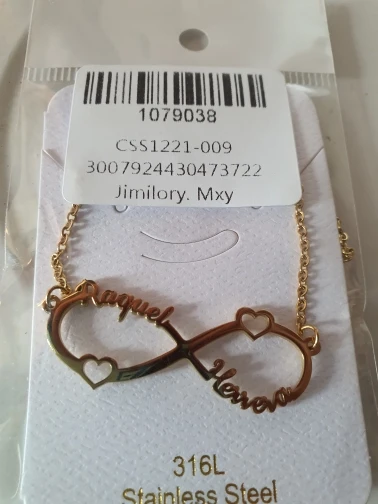 1079038
CSS1221-009
3007924430473722
Jimilory. Mxy
Raquel
Herrera
316L
Stainless Steel